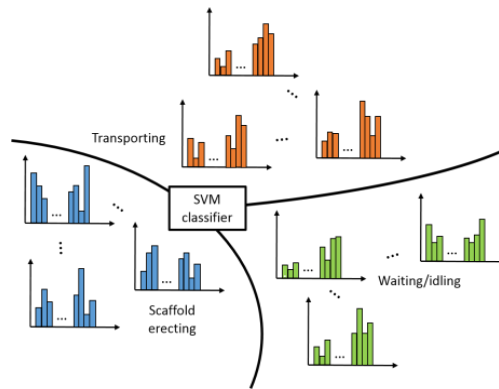 Transporting
SVM
classifier
Waiting/idling
Scaffold
erecting